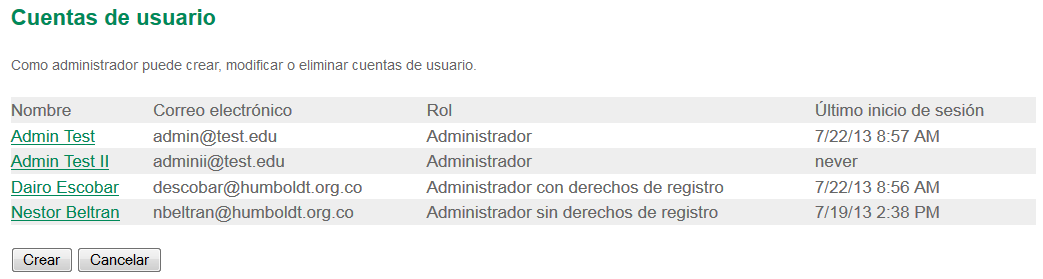 Cuentas de usuario
Como administrador puede crear, modificar o eliminar cuentas de usuario.
Nombre Correo electrónico Rol Último inicio de sesión
Admin Test admin@test.edu Administrador 7/22/13 8:57 AM
Admin Test II adminii@test.edu Administrador never
Dairo Escobar descobar@humboldt.org.co Administrador con derechos de registro 7/22/13 8:56 AM
Nestor Beltran nbeltran@humboldt.org.co Administrador sin derechos de registro 7/19/13 2:38 PM
Crear Cancelar